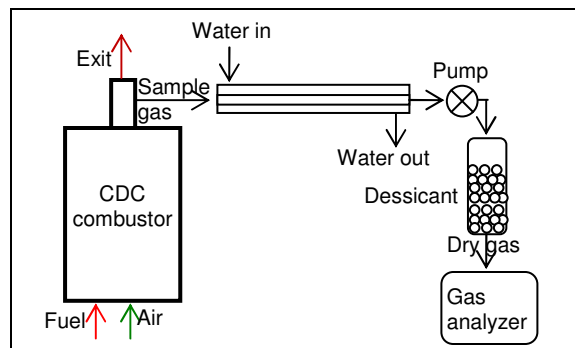 Water in
Exit
Sample
gas
Pump
Water out
CDC
combustor
Dessicant
Dry gas
Gas
analyzer
Fuel
Air